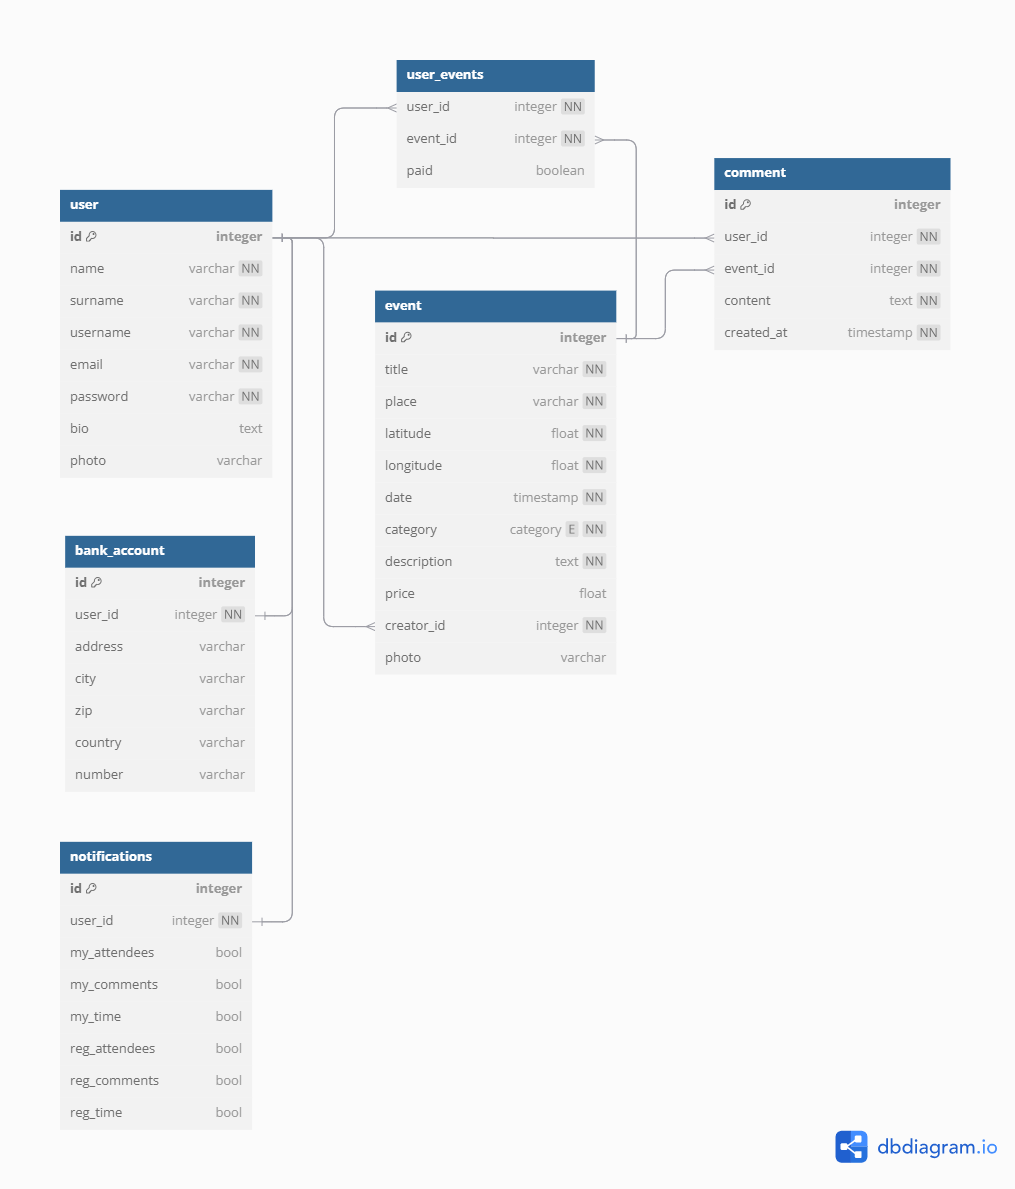 user_events
user_id integer NN
event_id integer NN
paid boolean
comment
id integer
user_id integer NN
event_id integer NN
content text NN
created_at timestamp NN
user
id integer
name varchar NN
surname varchar NN
username varchar NN
email varchar NN
password varchar NN
bio text
photo varchar
event
id integer
title varchar NN
place varchar NN
latitude float NN
longitude float NN
date timestamp NN
category category E NN
description text NN
price float
creator_id integer NN
photo varchar
bank_account
id integer
user_id integer NN
address varchar
city varchar
zip varchar
country varchar
number varchar
notifications
id integer
user_id integer NN
my_attendees bool
my_comments bool
my_time bool
reg_attendees bool
reg_comments bool
reg_time bool
dbdiagram.io